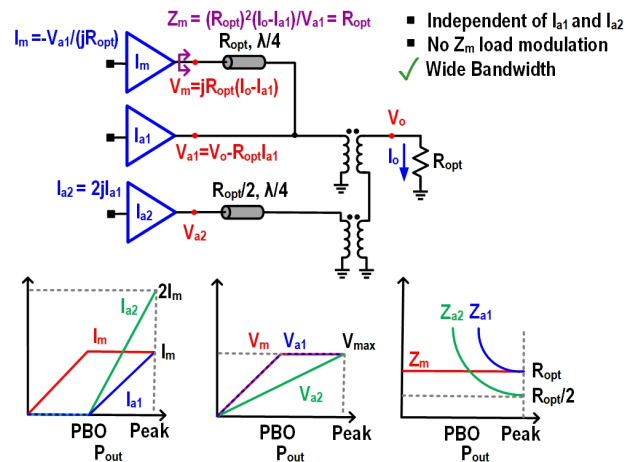 Zm = (Ropt)²(Io-Ia1)/Va1 = Ropt
Independent of Ia1 and Ia2
No Zm load modulation
Wide Bandwidth
Im=-Va1/(jRopt)
Ropt, λ/4
Im
Vm=jRopt(Io-Ia1)
Ia1
Va1=Vo-RoptIa1
Vo
Io
Ropt
Ia2 = 2jIa1
Ropt/2, λ/4
Ia2
Va2
2Im
Ia2
Im
Im
Ia1
PBO
Peak
Pout
Vm
Va1
Vmax
Va2
PBO
Peak
Pout
Za2
Za1
Zm
Ropt
Ropt/2
PBO
Peak
Pout